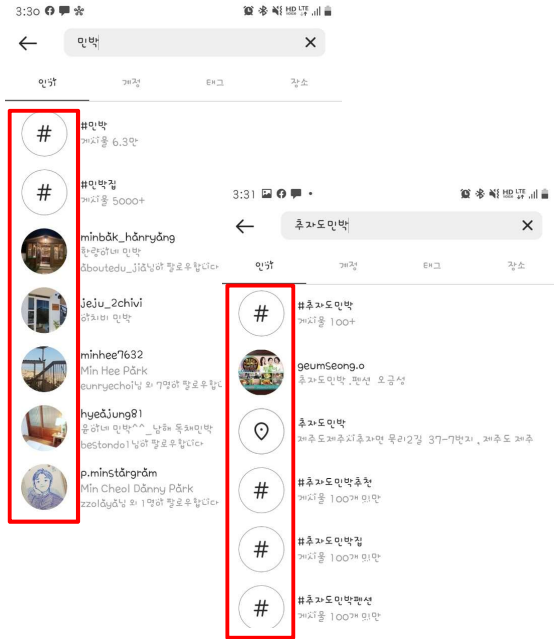 3:30
민박
인기
계정
태그
장소
#민박
게시물 6.3만
#민박집
게시물 5000+
minbak_hanryang
한량이네 민박
aboutedu_jia님이 팔로우합니다
jeju_2chivi
이치비 민박
minhee7632
Min Hee Park
eunryechoi님 외 7명이 팔로우합니다
hyeajung81
윤이네 민박^^_남해 독채민박
bestondo1님이 팔로우합니다
p.minstargram
Min Cheol Danny Park
zzolaya님 외 1명이 팔로우합니다
3:31
추자도민박
인기
계정
태그
장소
#추자도민박
게시물 100+
geumseong.o
추자도민박.펜션 오금성
추자도민박
제주도제주시추자면 묵리2길 37-7번지 , 제주도 제주
#추자도민박추천
게시물 100개 미만
#추자도민박집
게시물 100개 미만
#추자도민박펜션
게시물 100개 미만